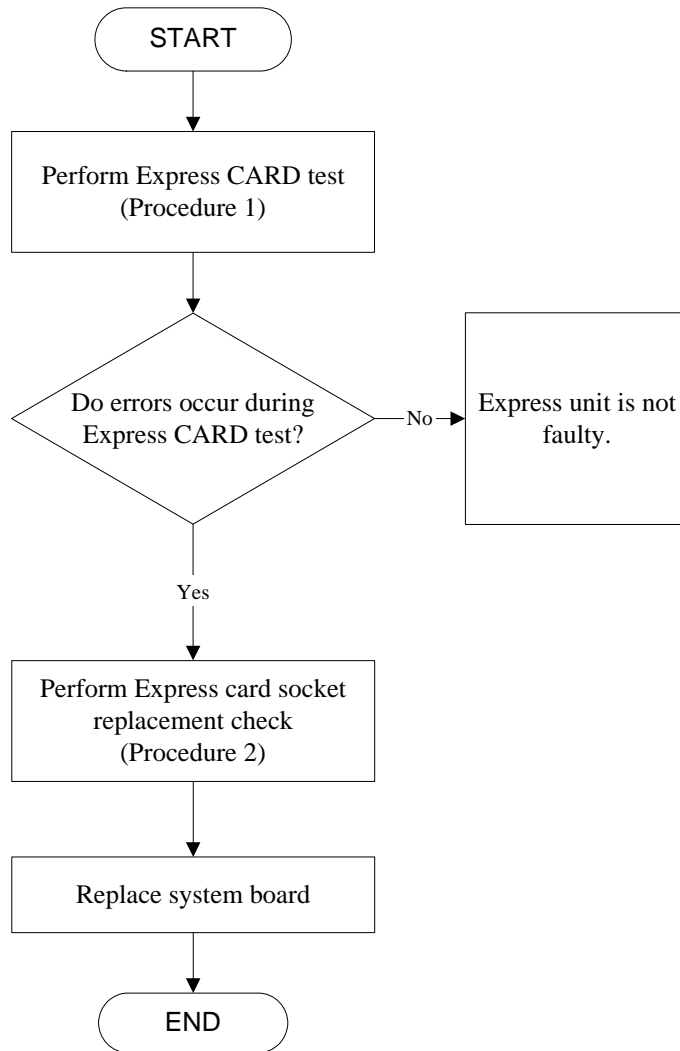 START
Perform Express CARD test
(Procedure 1)
Do errors occur during
Express CARD test?
No
Express unit is not
faulty.
Yes
Perform Express card socket
replacement check
(Procedure 2)
Replace system board
END